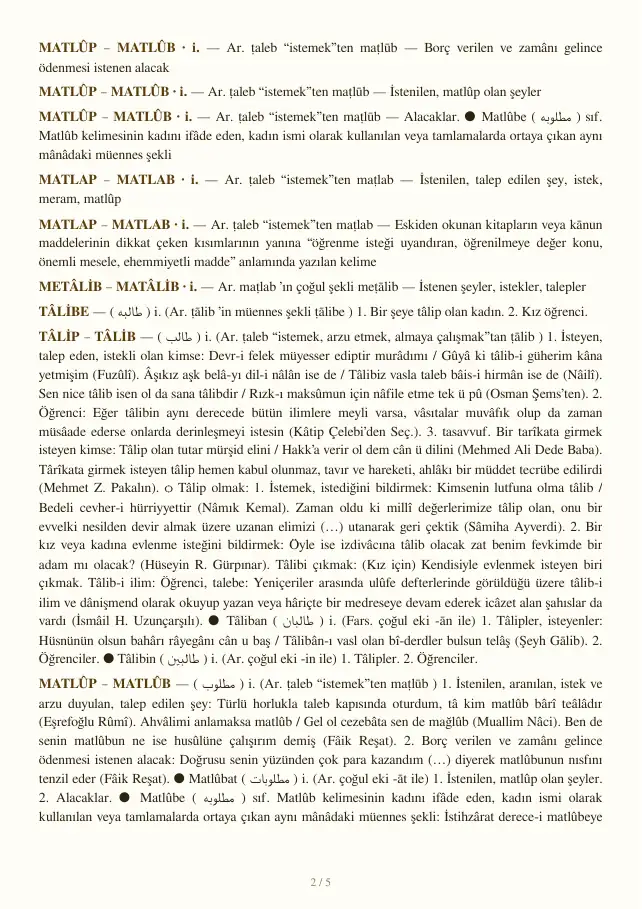 MATLÛP – MATLÛB · i. — Ar. ṭaleb “istemek”ten maṭlūb — Borç verilen ve zamânı gelince
ödenmesi istenen alacak
MATLÛP – MATLÛB · i. — Ar. ṭaleb “istemek”ten maṭlūb — İstenilen, matlûp olan şeyler
MATLÛP – MATLÛB · i. — Ar. ṭaleb “istemek”ten maṭlūb — Alacaklar. ● Matlûbe ( مطلوبه ) sıf.
Matlûb kelimesinin kadını ifâde eden, kadın ismi olarak kullanılan veya tamlamalarda ortaya çıkan aynı
mânâdaki müennes şekli
MATLAP – MATLAB · i. — Ar. ṭaleb “istemek”ten maṭlab — İstenilen, talep edilen şey, istek,
meram, matlûp
MATLAP – MATLAB · i. — Ar. ṭaleb “istemek”ten maṭlab — Eskiden okunan kitapların veya kānun
maddelerinin dikkat çeken kısımlarının yanına “öğrenme isteği uyandıran, öğrenilmeye değer konu,
önemli mesele, ehemmiyetli madde” anlamında yazılan kelime
METÂLİB – MATÂLİB · i. — Ar. maṭlab ’ın çoğul şekli meṭālib — İstenen şeyler, istekler, talepler
TÂLİBE — ( طالبه ) i. (Ar. ṭālib ’in müennes şekli ṭālibe ) 1. Bir şeye tâlip olan kadın. 2. Kız öğrenci.
TÂLİP – TÂLİB — ( طالب ) i. (Ar. ṭaleb “istemek, arzu etmek, almaya çalışmak”tan ṭālib ) 1. İsteyen,
talep eden, istekli olan kimse: Devr-i felek müyesser ediptir murâdımı / Gûyâ ki tâlib-i güherim kâna
yetmişim (Fuzûlî). Âşıkız aşk belâ-yı dil-i nâlân ise de / Tâlibiz vasla taleb bâis-i hirmân ise de (Nâilî).
Sen nice tâlib isen ol da sana tâlibdir / Rızk-ı maksûmun için nâfile etme tek ü pû (Osman Şems’ten). 2.
Öğrenci: Eğer tâlibin aynı derecede bütün ilimlere meyli varsa, vâsıtalar muvâfık olup da zaman
müsâade ederse onlarda derinleşmeyi istesin (Kâtip Çelebi’den Seç.). 3. tasavvuf. Bir tarîkata girmek
isteyen kimse: Tâlip olan tutar mürşid elini / Hakk’a verir ol dem cân ü dilini (Mehmed Ali Dede Baba).
Târîkata girmek isteyen tâlip hemen kabul olunmaz, tavır ve hareketi, ahlâkı bir müddet tecrübe edilirdi
(Mehmet Z. Pakalın). ○ Tâlip olmak: 1. İstemek, istediğini bildirmek: Kimsenin lutfuna olma tâlib /
Bedeli cevher-i hürriyyettir (Nâmık Kemal). Zaman oldu ki millî değerlerimize tâlip olan, onu bir
evvelki nesilden devir almak üzere uzanan elimizi (…) utanarak geri çektik (Sâmiha Ayverdi). 2. Bir
kız veya kadına evlenme isteğini bildirmek: Öyle ise izdivâcına tâlib olacak zat benim fevkimde bir
adam mı olacak? (Hüseyin R. Gürpınar). Tâlibi çıkmak: (Kız için) Kendisiyle evlenmek isteyen biri
çıkmak. Tâlib-i ilim: Öğrenci, talebe: Yeniçeriler arasında ulûfe defterlerinde görüldüğü üzere tâlib-i
ilim ve dânişmend olarak okuyup yazan veya hâriçte bir medreseye devam ederek icâzet alan şahıslar da
vardı (İsmâil H. Uzunçarşılı). ● Tâliban ( طالبان ) i. (Fars. çoğul eki -ān ile) 1. Tâlipler, isteyenler:
Hüsnünün olsun bahârı râyegânı cân u baş / Tâlibân-ı vasl olan bî-derdler bulsun telâş (Şeyh Gālib). 2.
Öğrenciler. ● Tâlibin ( طالبين ) i. (Ar. çoğul eki -іn ile) 1. Tâlipler. 2. Öğrenciler.
MATLÛP – MATLÛB — ( مطلوب ) i. (Ar. ṭaleb “istemek”ten maṭlūb ) 1. İstenilen, aranılan, istek ve
arzu duyulan, talep edilen şey: Türlü horlukla taleb kapısında oturdum, tâ kim matlûb bârî teâlâdır
(Eşrefoğlu Rûmî). Ahvâlimi anlamaksa matlûb / Gel ol cezebâta sen de mağlûb (Muallim Nâci). Ben de
senin matlûbun ne ise husûlüne çalışırım demiş (Fâik Reşat). 2. Borç verilen ve zamânı gelince
ödenmesi istenen alacak: Doğrusu senin yüzünden çok para kazandım (…) diyerek matlûbunun nısfını
tenzil eder (Fâik Reşat). ● Matlûbat ( مطلوبات ) i. (Ar. çoğul eki -āt ile) 1. İstenilen, matlûp olan şeyler.
2. Alacaklar. ● Matlûbe ( مطلوبه ) sıf. Matlûb kelimesinin kadını ifâde eden, kadın ismi olarak
kullanılan veya tamlamalarda ortaya çıkan aynı mânâdaki müennes şekli: İstihzârat derece-i matlûbeye
2 / 5